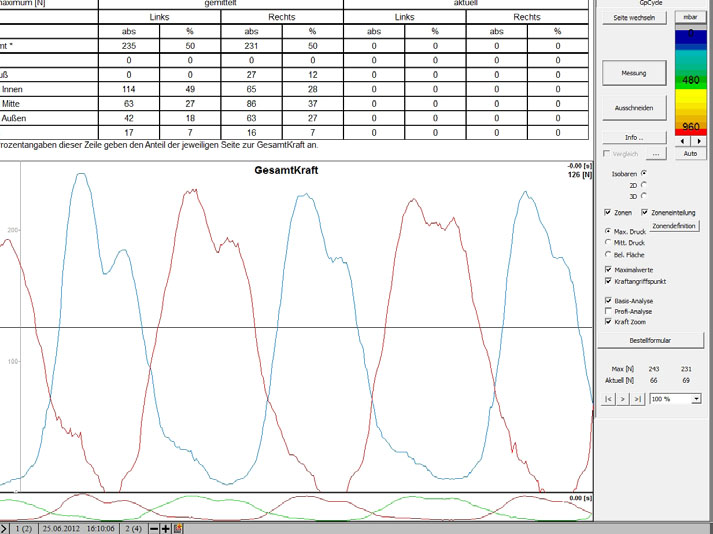 aximum [N] gemittelt aktuell
Links Rechts Links Rechts
abs % abs % abs % abs %
mt * 235 50 231 50 0 0 0 0
0 0 0 0 0 0 0 0
uß 0 0 27 12 0 0 0 0
Innen 114 49 65 28 0 0 0 0
Mitte 63 27 86 37 0 0 0 0
Außen 42 18 63 27 0 0 0 0
17 7 16 7 0 0 0 0
rozentangaben dieser Zeile geben den Anteil der jeweiligen Seite zur GesamtKraft an.
GesamtKraft
-0.00 [s]
126 [N]
200
100
0.00 [s]
1 (2) 25.06.2012 16:10:06 2 (4)
GpCycle
Seite wechseln
mbar
0
480
960
Messung
Ausschneiden
Info ..
Vergleich ...
Auto
Isobaren
2D
3D
Zonen Zoneneinteilung
Zonendefinition
Max. Druck
Mitt. Druck
Bel. Fläche
Maximalwerte
Kraftangriffspunkt
Basis-Analyse
Profi-Analyse
Kraft Zoom
Bestellformular
Max [N] 243 231
Aktuell [N] 66 69
|< > >| 100 %